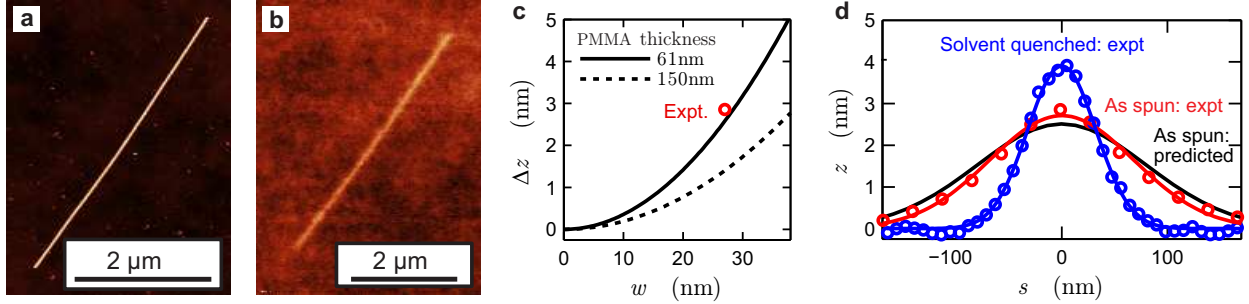 a
2 μm
b
2 μm
c
5
4
3
2
1
0
Δz (nm)
PMMA thickness
61nm
150nm
Expt.
0
10
20
30
w (nm)
d
5
4
3
2
1
0
z (nm)
Solvent quenched: expt
As spun: expt
As spun:
predicted
−100
0
100
s (nm)